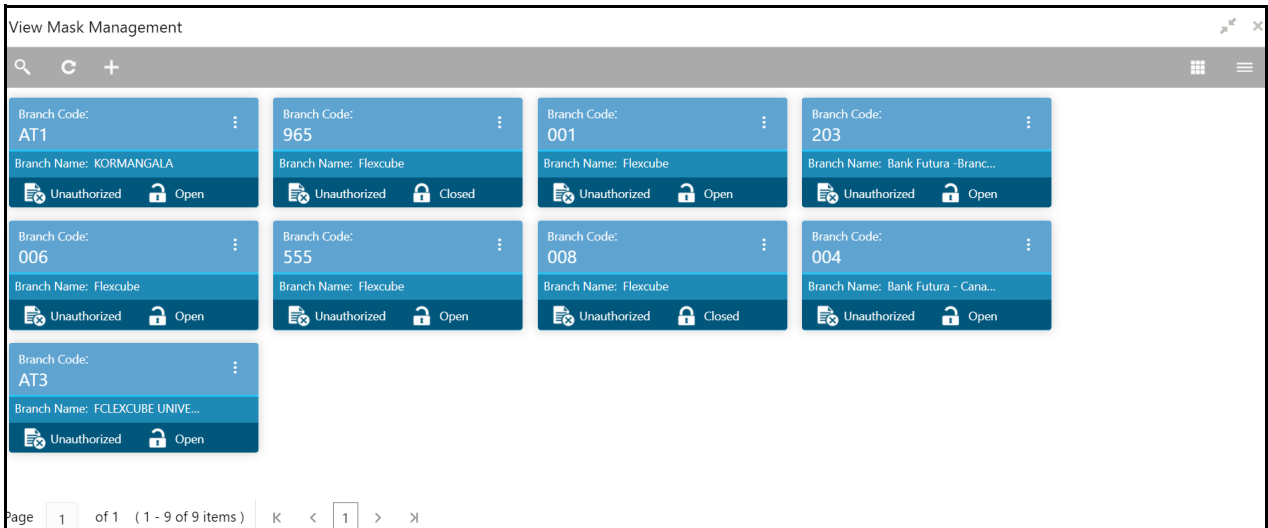 View Mask Management
Branch Code:
AT1
Branch Name: KORMANGALA
Unauthorized Open
Branch Code:
965
Branch Name: Flexcube
Unauthorized Closed
Branch Code:
001
Branch Name: Flexcube
Unauthorized Open
Branch Code:
203
Branch Name: Bank Futura -Branc...
Unauthorized Open
Branch Code:
006
Branch Name: Flexcube
Unauthorized Open
Branch Code:
555
Branch Name: Flexcube
Unauthorized Open
Branch Code:
008
Branch Name: Flexcube
Unauthorized Closed
Branch Code:
004
Branch Name: Bank Futura - Cana...
Unauthorized Open
Branch Code:
AT3
Branch Name: FCLEXCUBE UNIVE...
Unauthorized Open
Page 1 of 1 ( 1 - 9 of 9 items ) 1